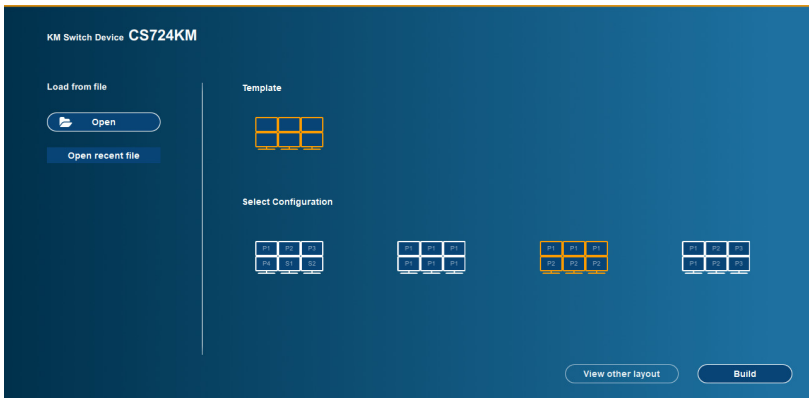 KM Switch Device CS724KM
Load from file
Open
Open recent file
Template
Select Configuration
P1 P2 P3
P4 S1 S2
P1 P1 P1
P1 P1 P1
P1 P1 P1
P2 P2 P2
P1 P2 P3
P1 P2 P3
View other layout
Build